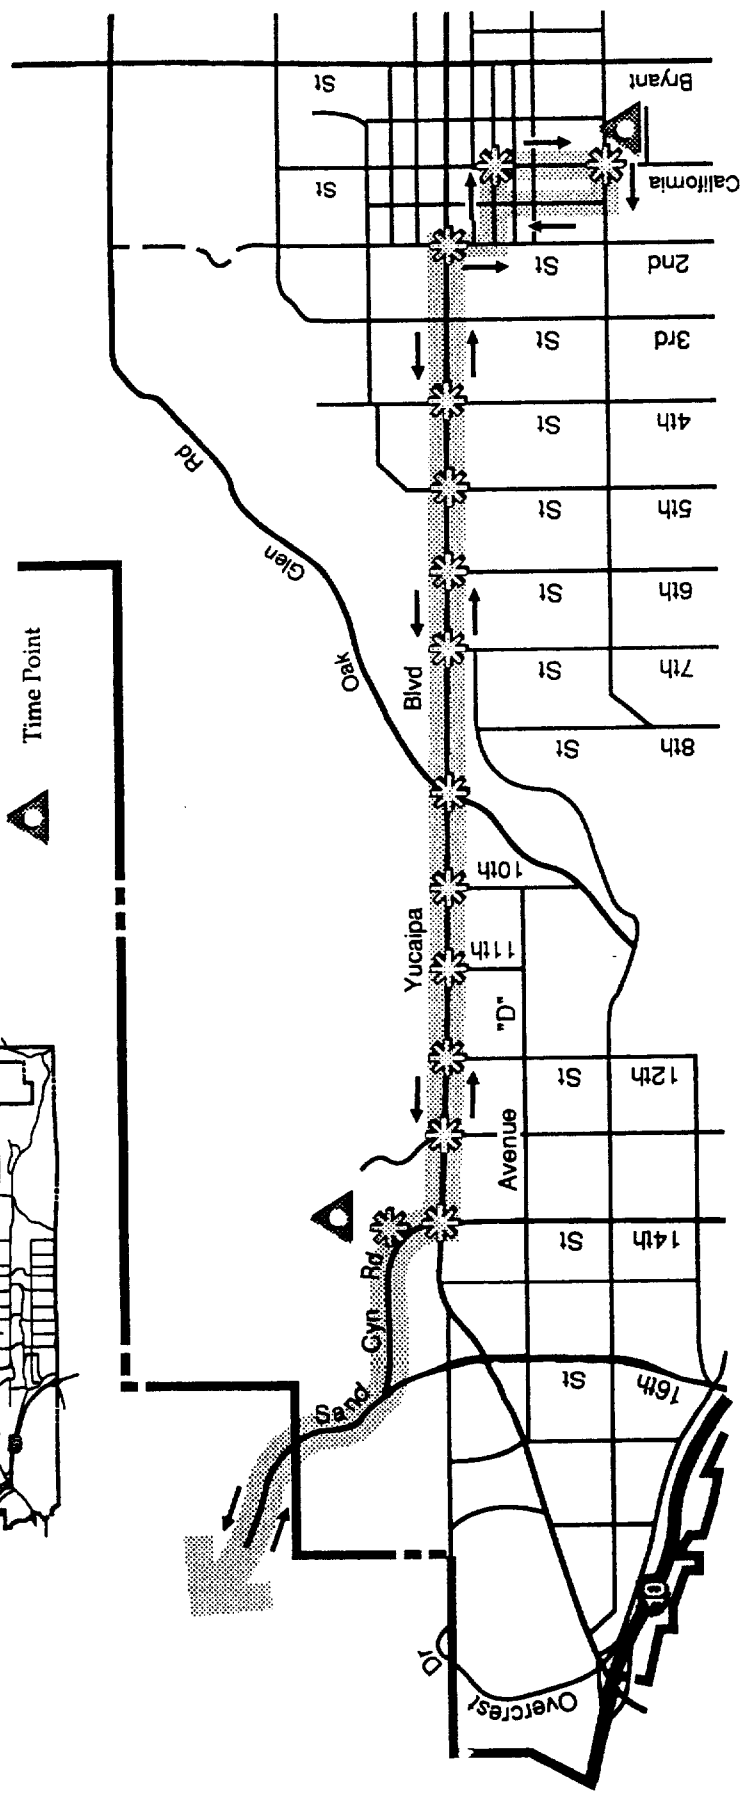 Time Point
Bryant
St
California
St
2nd
St
3rd
St
4th
St
5th
St
6th
St
7th
St
8th
St
Oak Glen Rd
Yucaipa Blvd
10th
11th
Avenue "D"
12th
St
14th
St
16th
St
Sand Cyn Rd
Overcrest Dr
10